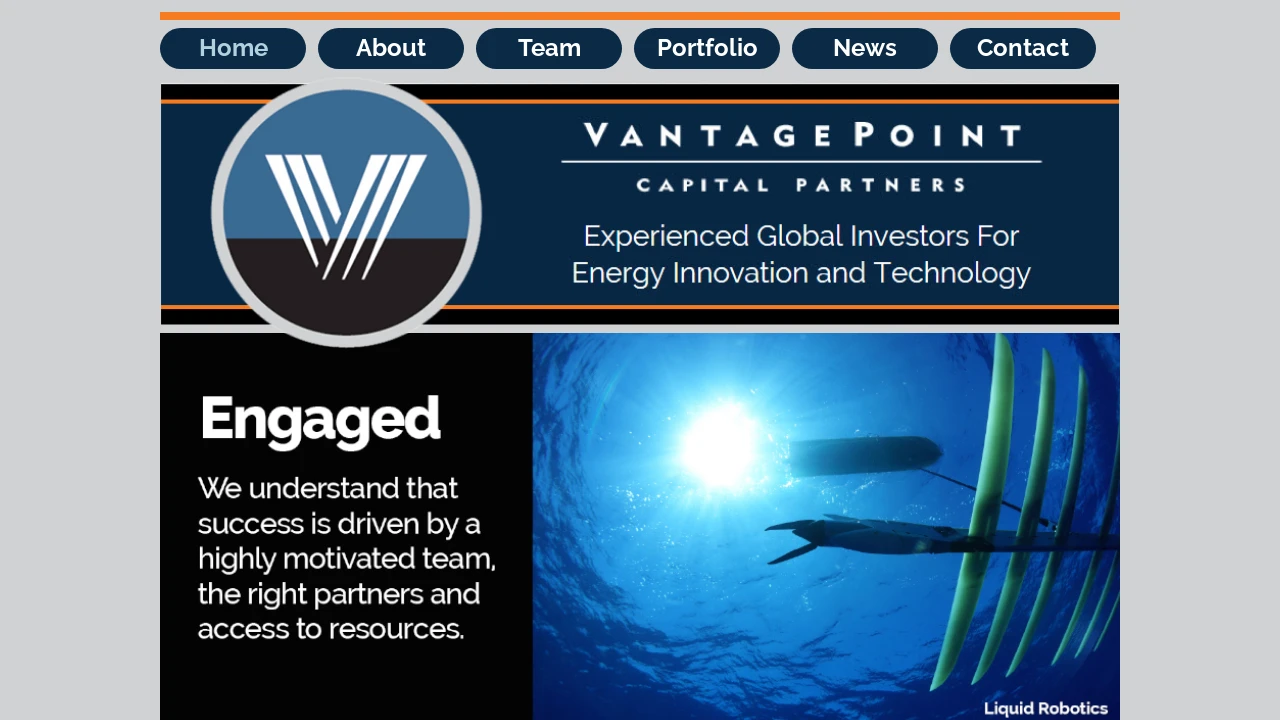 Home About Team Portfolio News Contact
VANTAGEPOINT
CAPITAL PARTNERS
Experienced Global Investors For
Energy Innovation and Technology
Engaged
We understand that
success is driven by a
highly motivated team,
the right partners and
access to resources.
Liquid Robotics